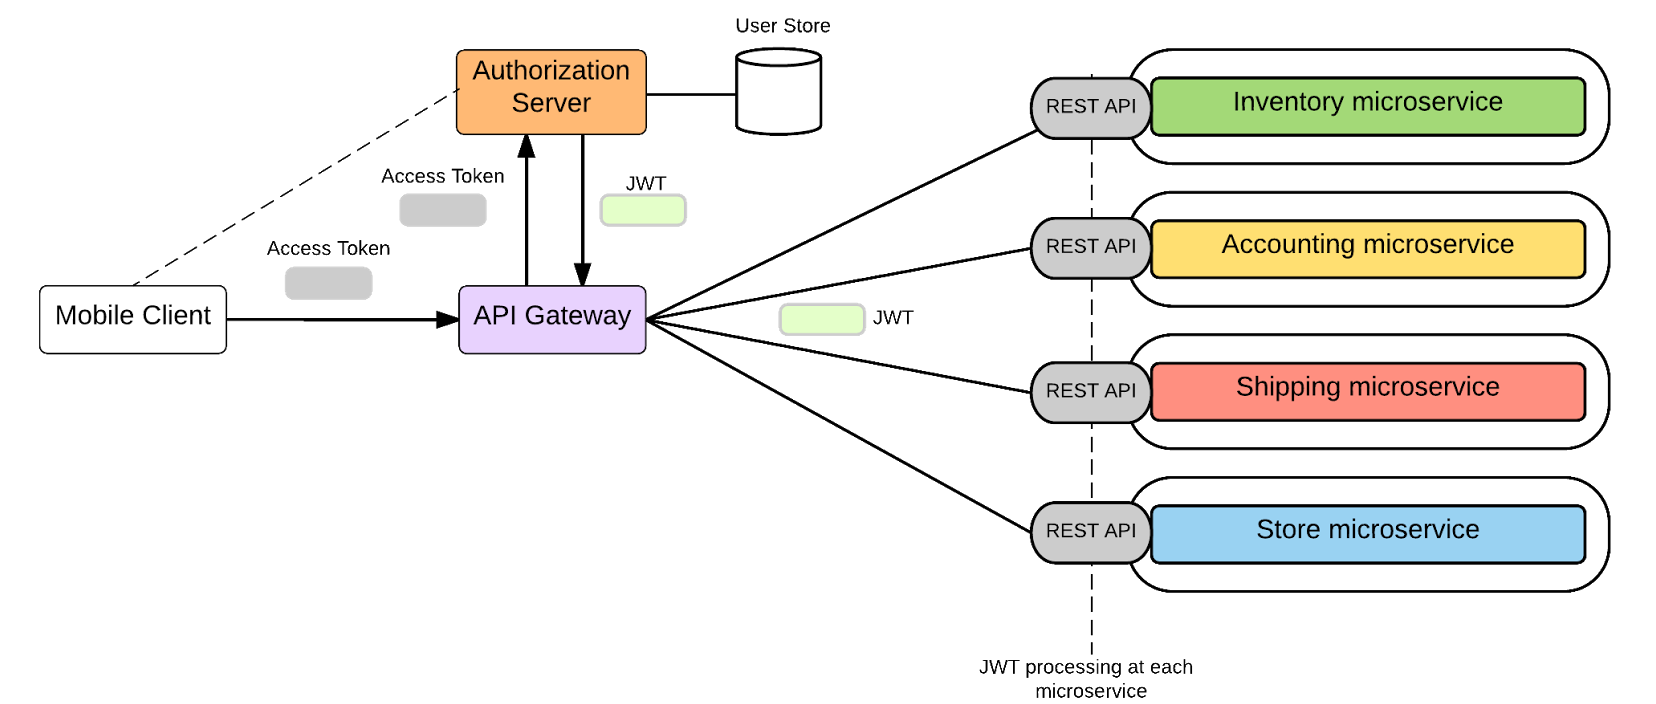 User Store
Authorization
Server
REST API
Inventory microservice
Access Token
JWT
Access Token
REST API
Accounting microservice
Mobile Client
API Gateway
JWT
REST API
Shipping microservice
REST API
Store microservice
JWT processing at each
microservice